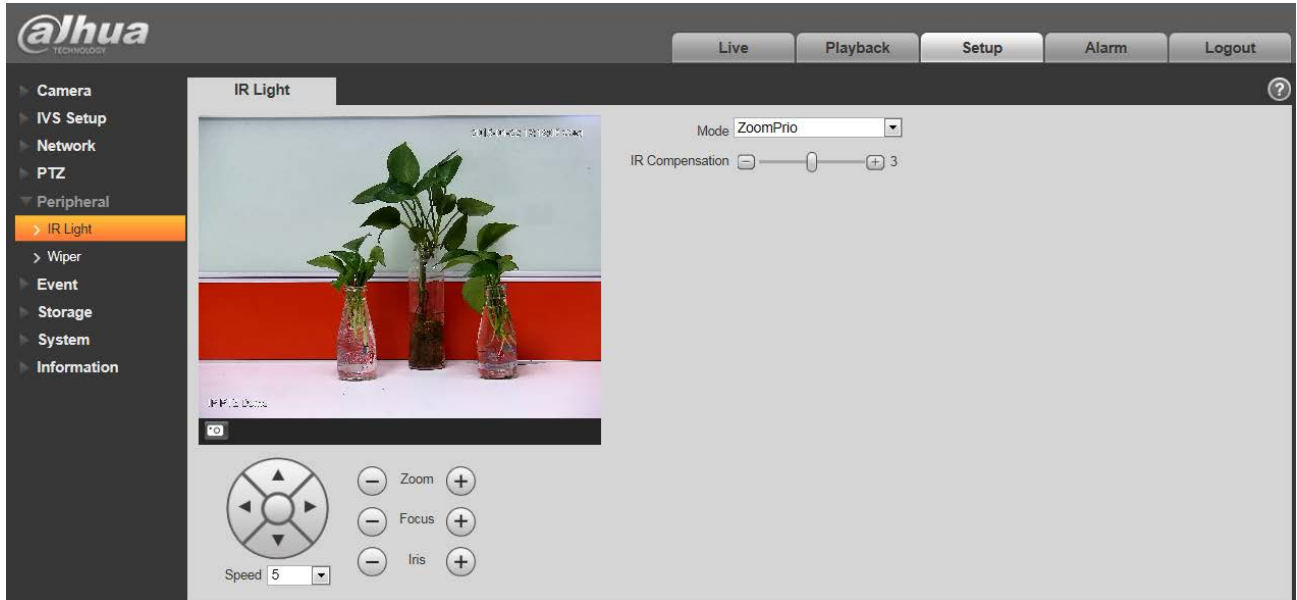 alhua
TECHNOLOGY
Live
Playback
Setup
Alarm
Logout
Camera
IVS Setup
Network
PTZ
Peripheral
IR Light
Wiper
Event
Storage
System
Information
IR Light
?
Mode ZoomPrio
IR Compensation 3
Zoom
Focus
Iris
Speed 5